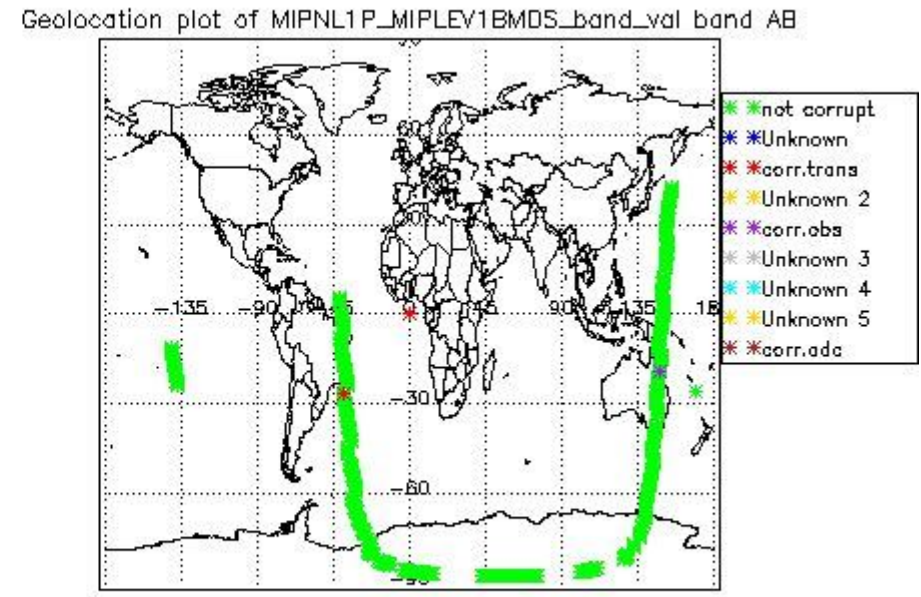 Geolocation plot of MIPNL1P_MIPLEV1BMDS_band_val band AB
not corrupt
Unknown
60
corr.trans
Unknown 2
corr.obs
Unknown 3
Unknown 4
-135 -90 45 90 135
Unknown 5
corr.adc
-30
-60